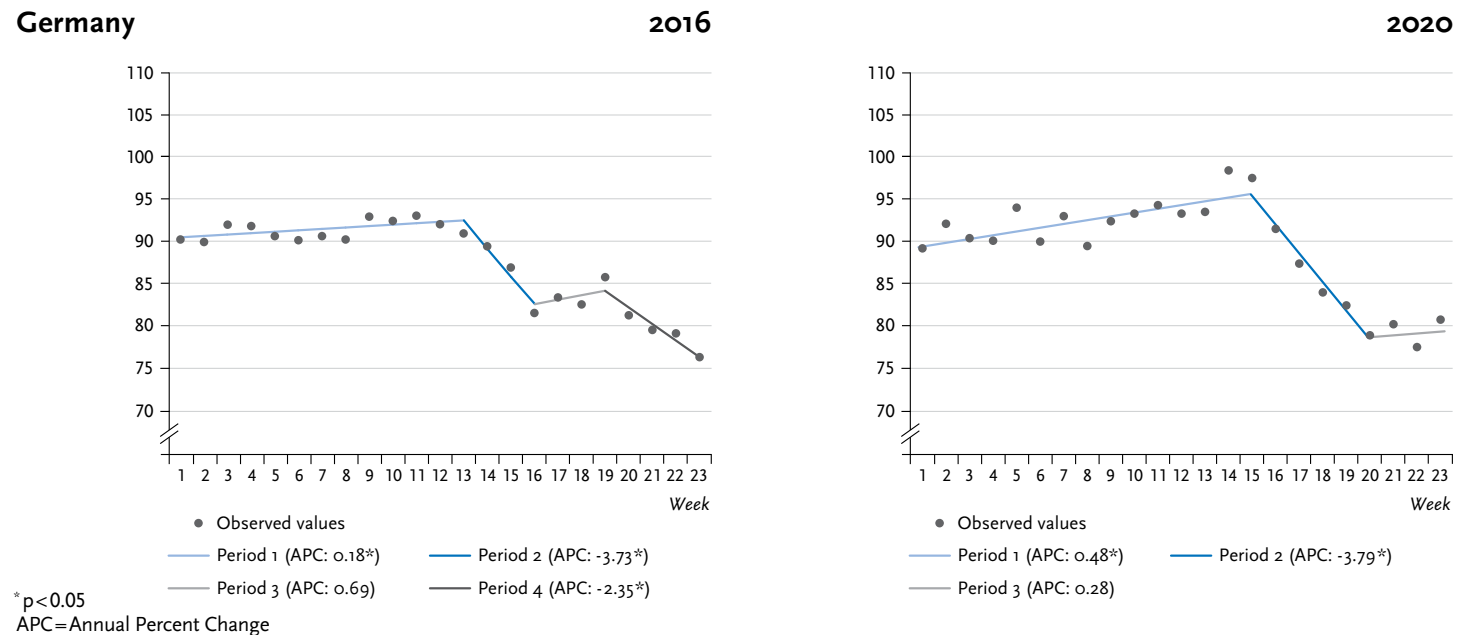 Germany 2016 2020
110 110
105 105
100 100
95 95
90 90
85 85
80 80
75 75
70 70
1 2 3 4 5 6 7 8 9 10 11 12 13 14 15 16 17 18 19 20 21 22 23 1 2 3 4 5 6 7 8 9 10 11 12 13 14 15 16 17 18 19 20 21 22 23
Week Week
Observed values Observed values
Period 1 (APC: 0.18*) Period 2 (APC: -3.73*) Period 1 (APC: 0.48*) Period 2 (APC: -3.79*)
Period 3 (APC: 0.69) Period 4 (APC: -2.35*) Period 3 (APC: 0.28)
*p<0.05
APC=Annual Percent Change